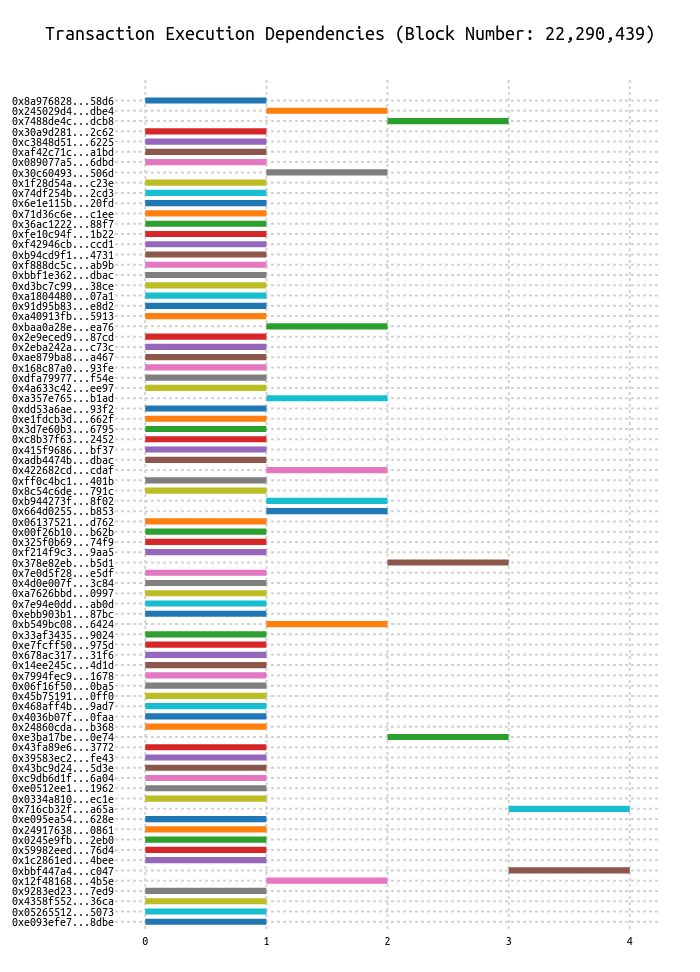 Transaction Execution Dependencies (Block Number: 22,290,439)
0x8a976828...58d6
0x245029d4...dbe4
0x7488de4c...dcb8
0x30a9d281...2c62
0xc3848d51...6225
0xaf42c71c...a1bd
0x089077a5...6dbd
0x30c60493...506d
0x1f28d54a...c23e
0x74df254b...2cd3
0x6e1e115b...20fd
0x71d36c6e...c1ee
0x36ac1222...88f7
0xfe10c94f...1b22
0xf42946cb...ccd1
0xb94cd9f1...4731
0xf888dc5c...ab9b
0xbbf1e362...dbac
0xd3bc7c99...38ce
0xa1804480...07a1
0x91d95b83...e8d2
0xa40913fb...5913
0xbaa0a28e...ea76
0x2e9eced9...87cd
0x2eba242a...c73c
0xae879ba8...a467
0x168c87a0...93fe
0xdfa79977...f54e
0x4a633c42...ee97
0xa357e765...b1ad
0xdd53a6ae...93f2
0xe1fdcb3d...662f
0x3d7e60b3...6795
0xc8b37f63...2452
0x415f9686...bf37
0xadb4474b...dbac
0x422682cd...cdaf
0xff0c4bc1...401b
0x8c54c6de...791c
0xb944273f...8f02
0x664d0255...b853
0x06137521...d762
0x00f26b10...b62b
0x325f0b69...74f9
0xf214f9c3...9aa5
0x378e82eb...b5d1
0x7e0d5f28...e5df
0x4d0e007f...3c84
0xa7626bbd...0997
0x7e94e0dd...ab0d
0xebb903b1...87bc
0xb549bc08...6424
0x33af3435...9024
0xe7fcff50...975d
0x678ac317...31f6
0x14ee245c...4d1d
0x7994fec9...1678
0x06f16f50...0ba5
0x45b75191...0ff0
0x468aff4b...9ad7
0x4036b07f...0faa
0x24860cda...b368
0xe3ba17be...0e74
0x43fa89e6...3772
0x39583ec2...fe43
0x43bc9d24...5d3e
0xc9db6d1f...6a04
0xe0512ee1...1962
0x0334a810...ec1e
0x716cb32f...a65a
0xe095ea54...628e
0x24917638...0861
0x0245e9fb...2eb0
0x59982eed...76d4
0x1c2861ed...4bee
0xbbf447a4...c047
0x12f48168...4b5e
0x9283ed23...7ed9
0x4358f552...36ca
0x05265512...5073
0xe093efe7...8dbe
0 1 2 3 4